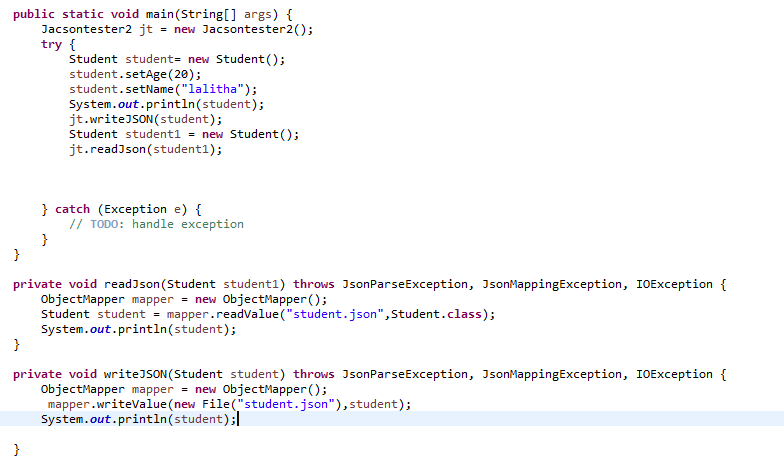 public static void main(String[] args) {
    Jacsontester2 jt = new Jacsontester2();
    try {
        Student student= new Student();
        student.setAge(20);
        student.setName("lalitha");
        System.out.println(student);
        jt.writeJSON(student);
        Student student1 = new Student();
        jt.readJson(student1);
    } catch (Exception e) {
        // TODO: handle exception
    }
}
private void readJson(Student student1) throws JsonParseException, JsonMappingException, IOException {
    ObjectMapper mapper = new ObjectMapper();
    Student student = mapper.readValue("student.json",Student.class);
    System.out.println(student);
}
private void writeJSON(Student student) throws JsonParseException, JsonMappingException, IOException {
    ObjectMapper mapper = new ObjectMapper();
     mapper.writeValue(new File("student.json"),student);
    System.out.println(student);
}